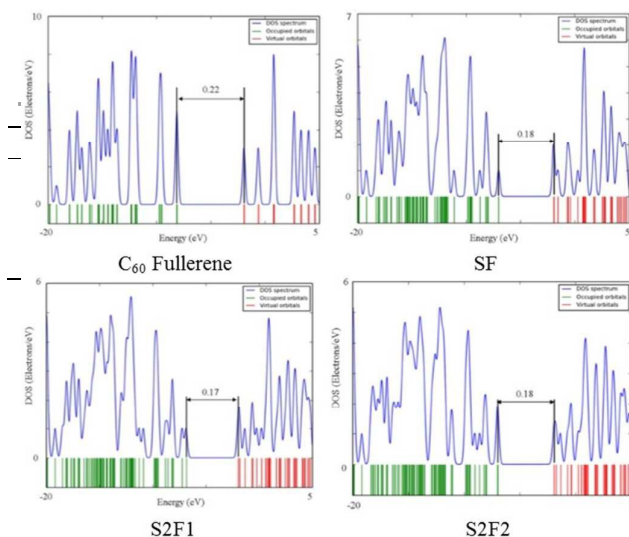 10
DOS (Electrons/eV)
0
0.22
DOS spectrum
Occupied orbitals
Virtual orbitals
-20
Energy (eV)
5
C60 Fullerene
7
DOS (Electrons/eV)
0
0.18
DOS spectrum
Occupied orbitals
Virtual orbitals
-20
Energy (eV)
5
SF
6
DOS (Electrons/eV)
0
0.17
DOS spectrum
Occupied orbitals
Virtual orbitals
-20
Energy (eV)
5
S2F1
6
DOS (Electrons/eV)
0
0.18
DOS spectrum
Occupied orbitals
Virtual orbitals
-20
S2F2